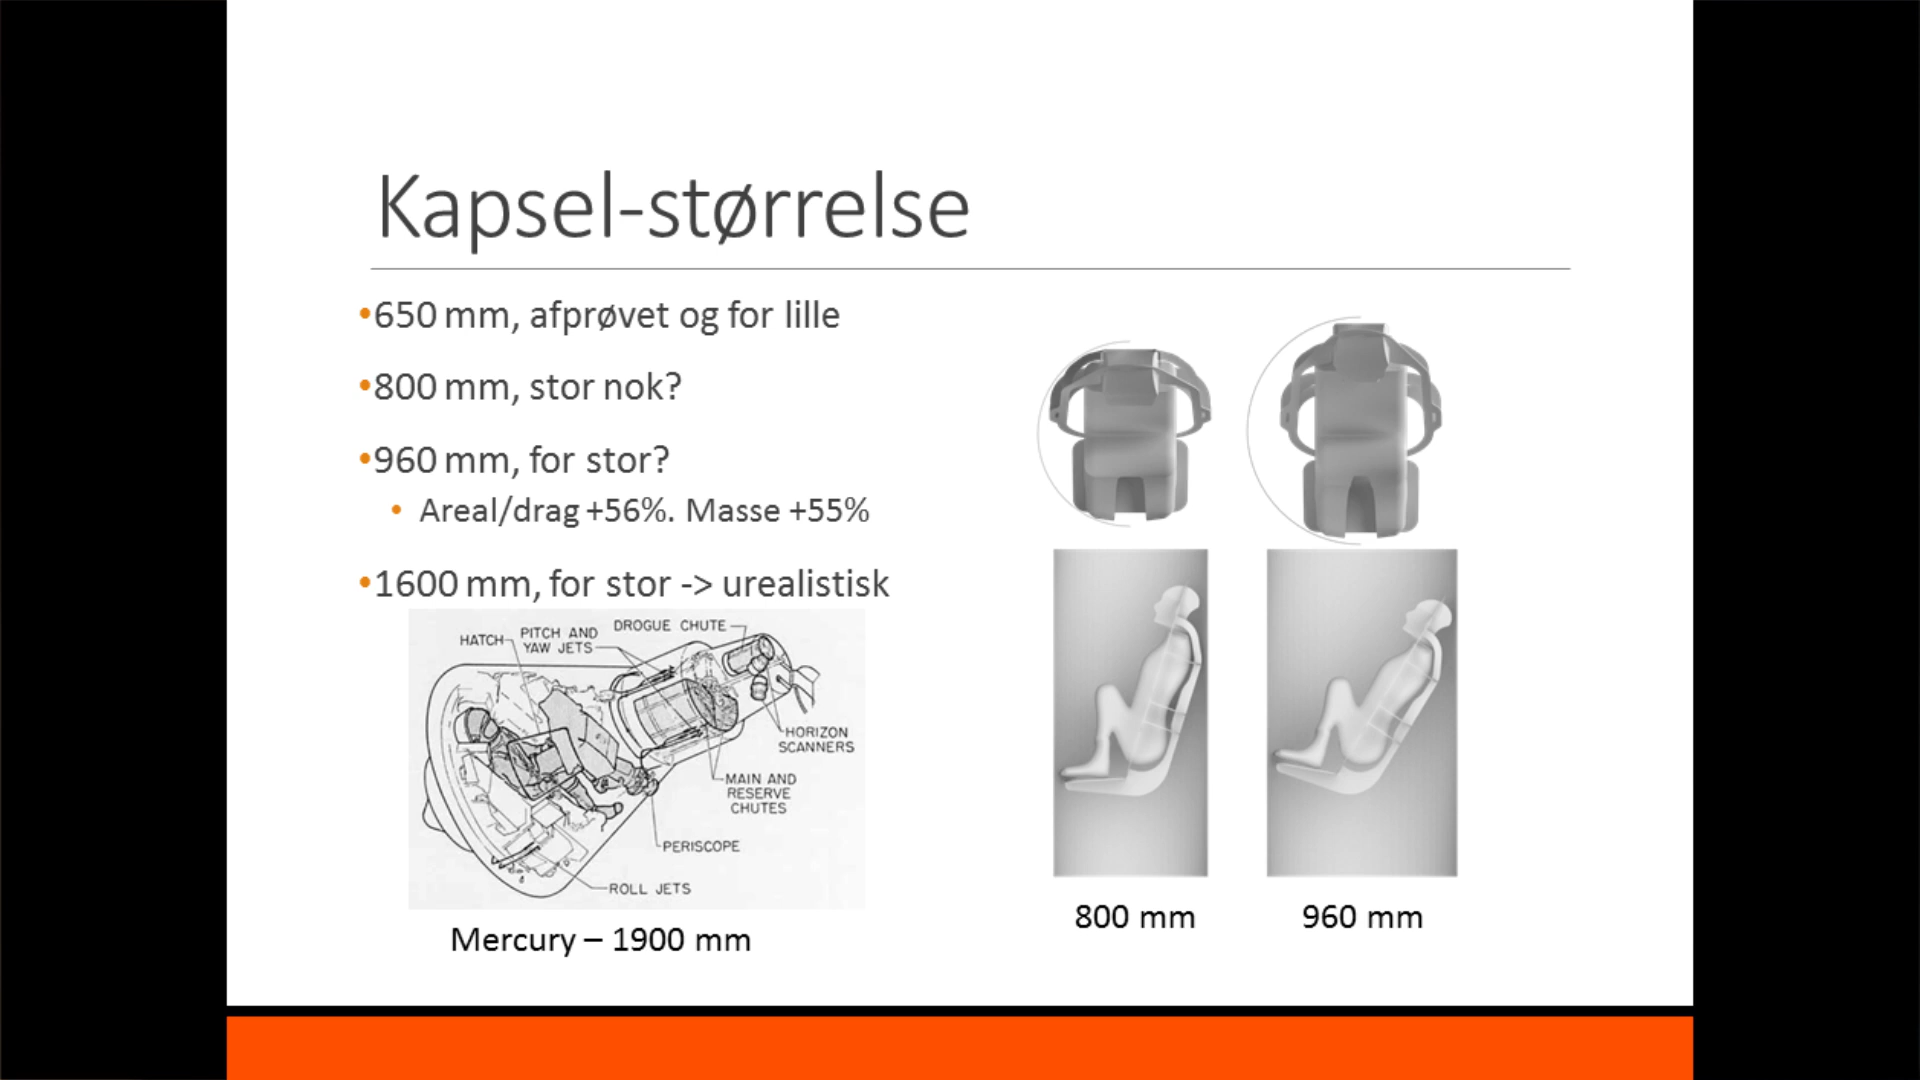 Kapsel-størrelse
•650 mm, afprøvet og for lille
•800 mm, stor nok?
•960 mm, for stor?
• Areal/drag +56%. Masse +55%
•1600 mm, for stor -> urealistisk
HATCH
PITCH AND
YAW JETS
DROGUE CHUTE
HORIZON
SCANNERS
MAIN AND
RESERVE
CHUTES
PERISCOPE
ROLL JETS
Mercury – 1900 mm
800 mm
960 mm